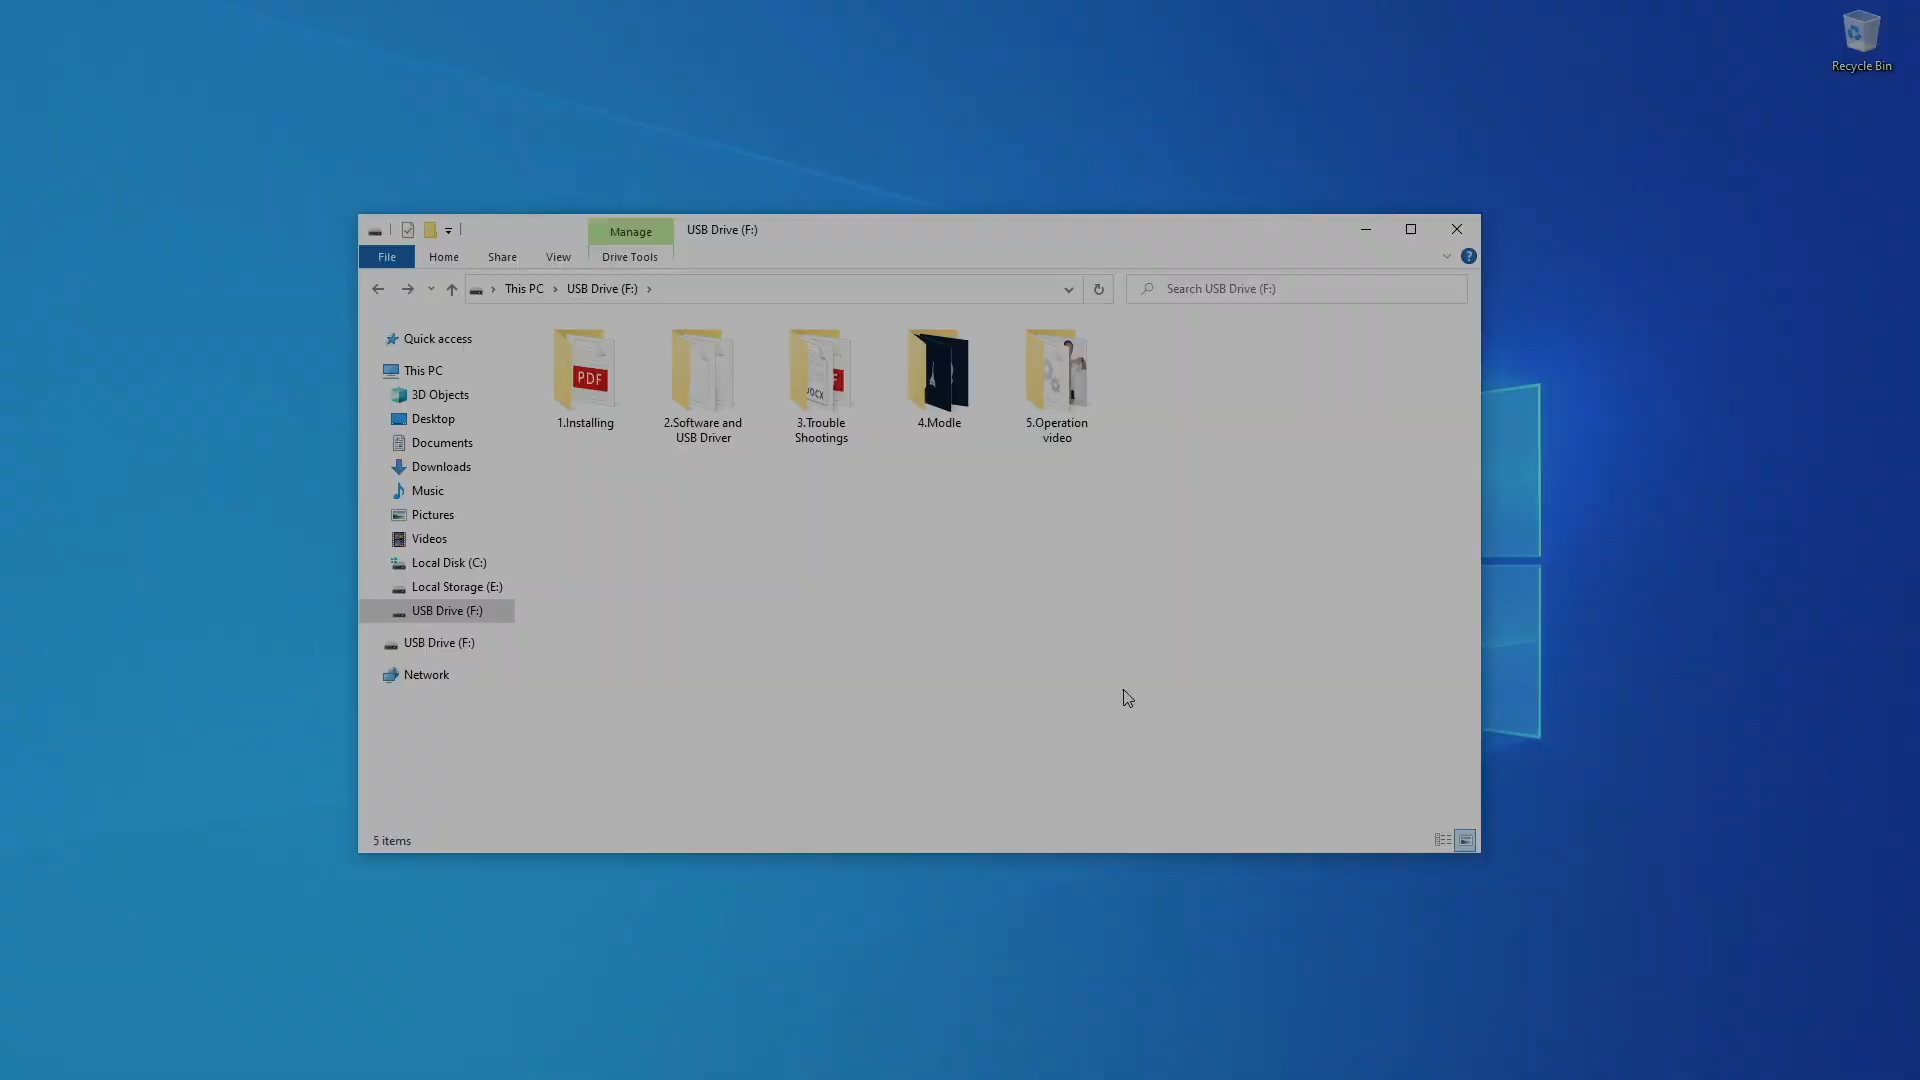 Recycle Bin
Manage
USB Drive (F:)
File
Home
Share
View
Drive Tools
?
This PC
USB Drive (F:)
Search USB Drive (F:)
Quick access
This PC
3D Objects
Desktop
Documents
Downloads
Music
Pictures
Videos
Local Disk (C:)
Local Storage (E:)
USB Drive (F:)
USB Drive (F:)
Network
PDF
1.Installing
2.Software and
USB Driver
3.Trouble
Shootings
4.Modle
5.Operation
video
5 items